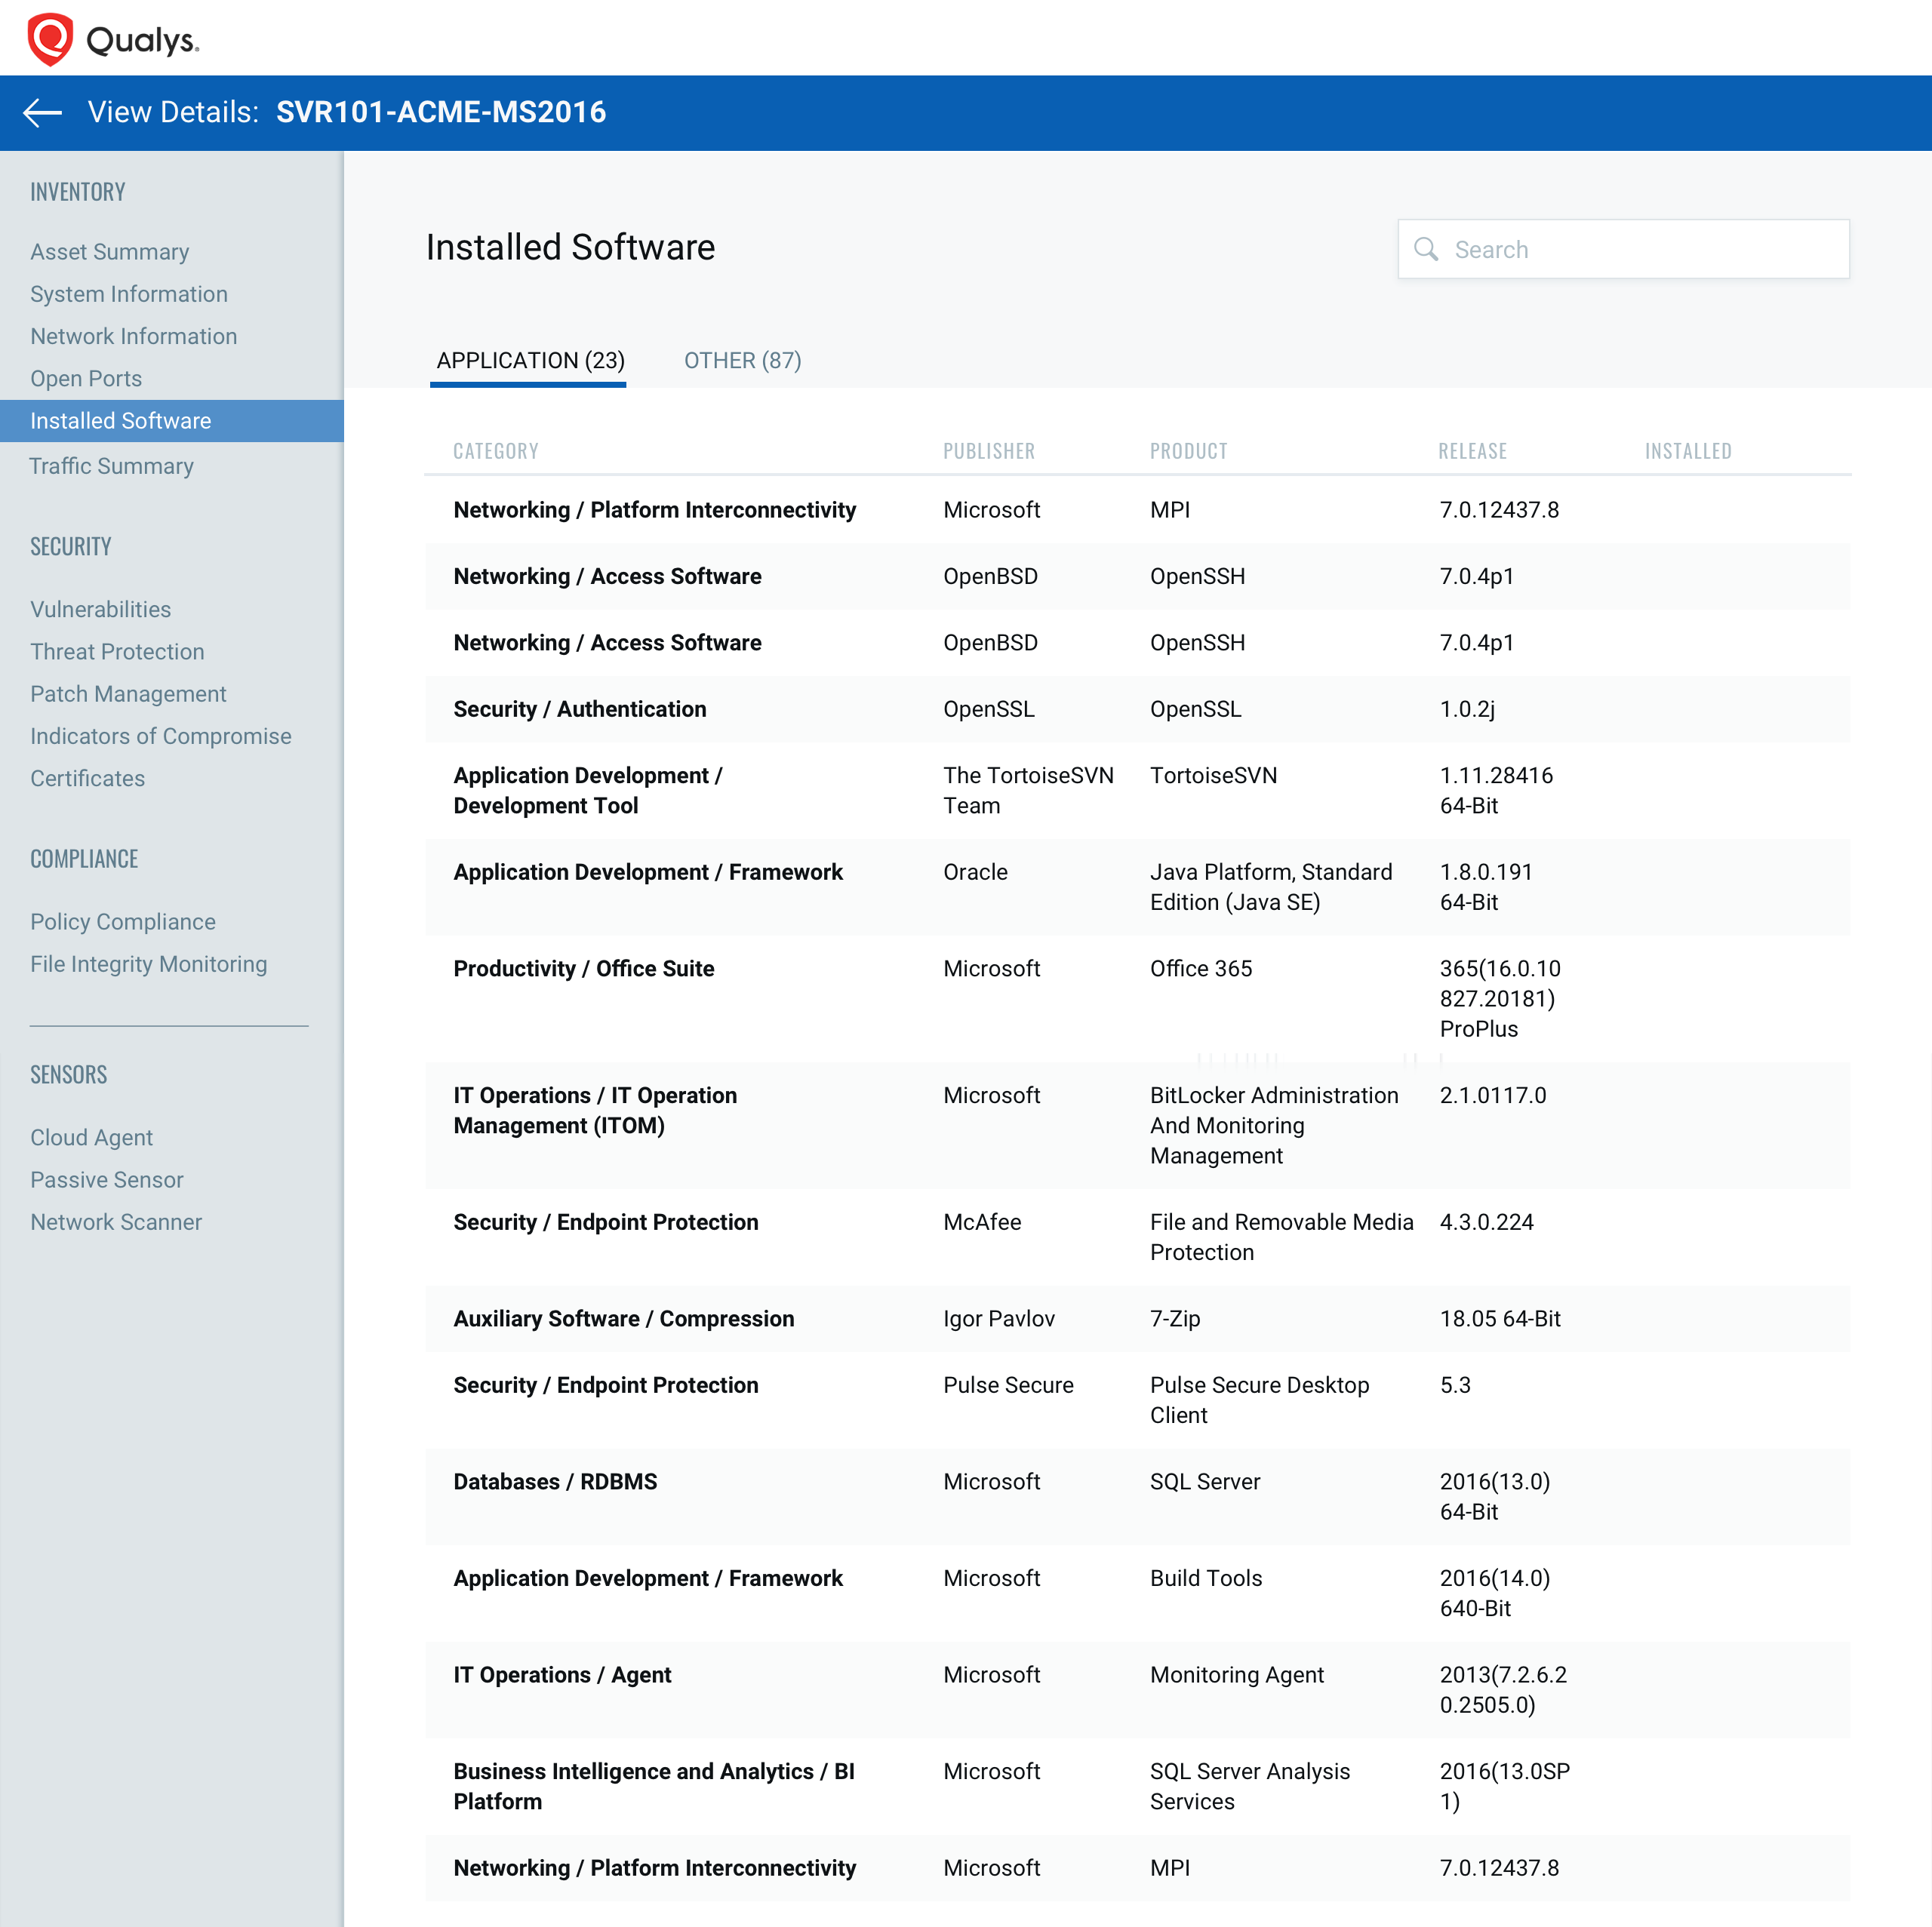 Qualys.
View Details: SVR101-ACME-MS2016
INVENTORY
Asset Summary
System Information
Network Information
Open Ports
Installed Software
Traffic Summary
SECURITY
Vulnerabilities
Threat Protection
Patch Management
Indicators of Compromise
Certificates
COMPLIANCE
Policy Compliance
File Integrity Monitoring
SENSORS
Cloud Agent
Passive Sensor
Network Scanner
Installed Software
Search
APPLICATION (23) OTHER (87)
CATEGORY PUBLISHER PRODUCT RELEASE INSTALLED
Networking / Platform Interconnectivity Microsoft MPI 7.0.12437.8
Networking / Access Software OpenBSD OpenSSH 7.0.4p1
Networking / Access Software OpenBSD OpenSSH 7.0.4p1
Security / Authentication OpenSSL OpenSSL 1.0.2j
Application Development / The TortoiseSVN TortoiseSVN 1.11.28416
Development Tool Team 64-Bit
Application Development / Framework Oracle Java Platform, Standard 1.8.0.191
Edition (Java SE) 64-Bit
Productivity / Office Suite Microsoft Office 365 365(16.0.10
827.20181)
ProPlus
IT Operations / IT Operation Microsoft BitLocker Administration 2.1.0117.0
Management (ITOM) And Monitoring
Management
Security / Endpoint Protection McAfee File and Removable Media 4.3.0.224
Protection
Auxiliary Software / Compression Igor Pavlov 7-Zip 18.05 64-Bit
Security / Endpoint Protection Pulse Secure Pulse Secure Desktop 5.3
Client
Databases / RDBMS Microsoft SQL Server 2016(13.0)
64-Bit
Application Development / Framework Microsoft Build Tools 2016(14.0)
640-Bit
IT Operations / Agent Microsoft Monitoring Agent 2013(7.2.6.2
0.2505.0)
Business Intelligence and Analytics / BI Microsoft SQL Server Analysis 2016(13.0SP
Platform Services 1)
Networking / Platform Interconnectivity Microsoft MPI 7.0.12437.8